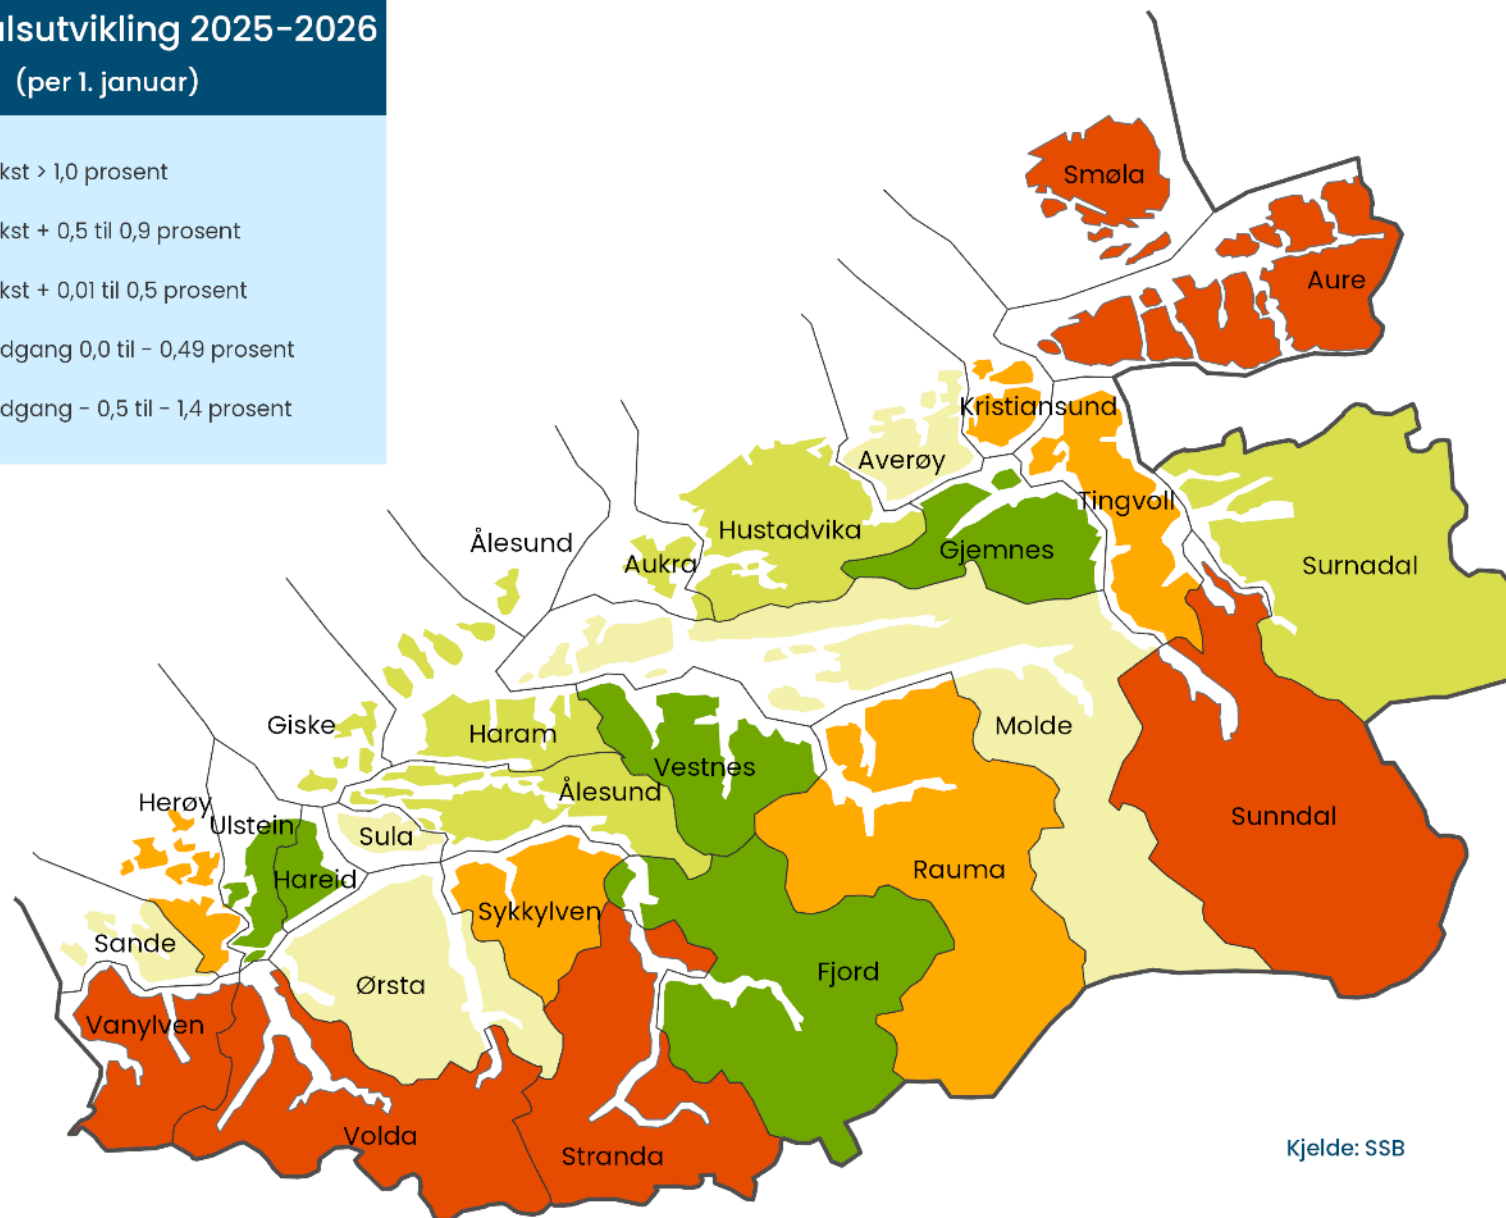 lsutvikling 2025-2026
(per 1. januar)
kst > 1,0 prosent
kst + 0,5 til 0,9 prosent
kst + 0,01 til 0,5 prosent
dgang 0,0 til - 0,49 prosent
dgang - 0,5 til - 1,4 prosent
Smøla
Aure
Kristiansund
Averøy
Tingvoll
Hustadvika
Ålesund
Gjemnes
Aukra
Surnadal
Giske
Haram
Molde
Vestnes
Ålesund
Herøy
Ulstein
Sula
Sunndal
Hareid
Rauma
Sykkylven
Sande
Fjord
Ørsta
Vanylven
Volda
Stranda
Kjelde: SSB